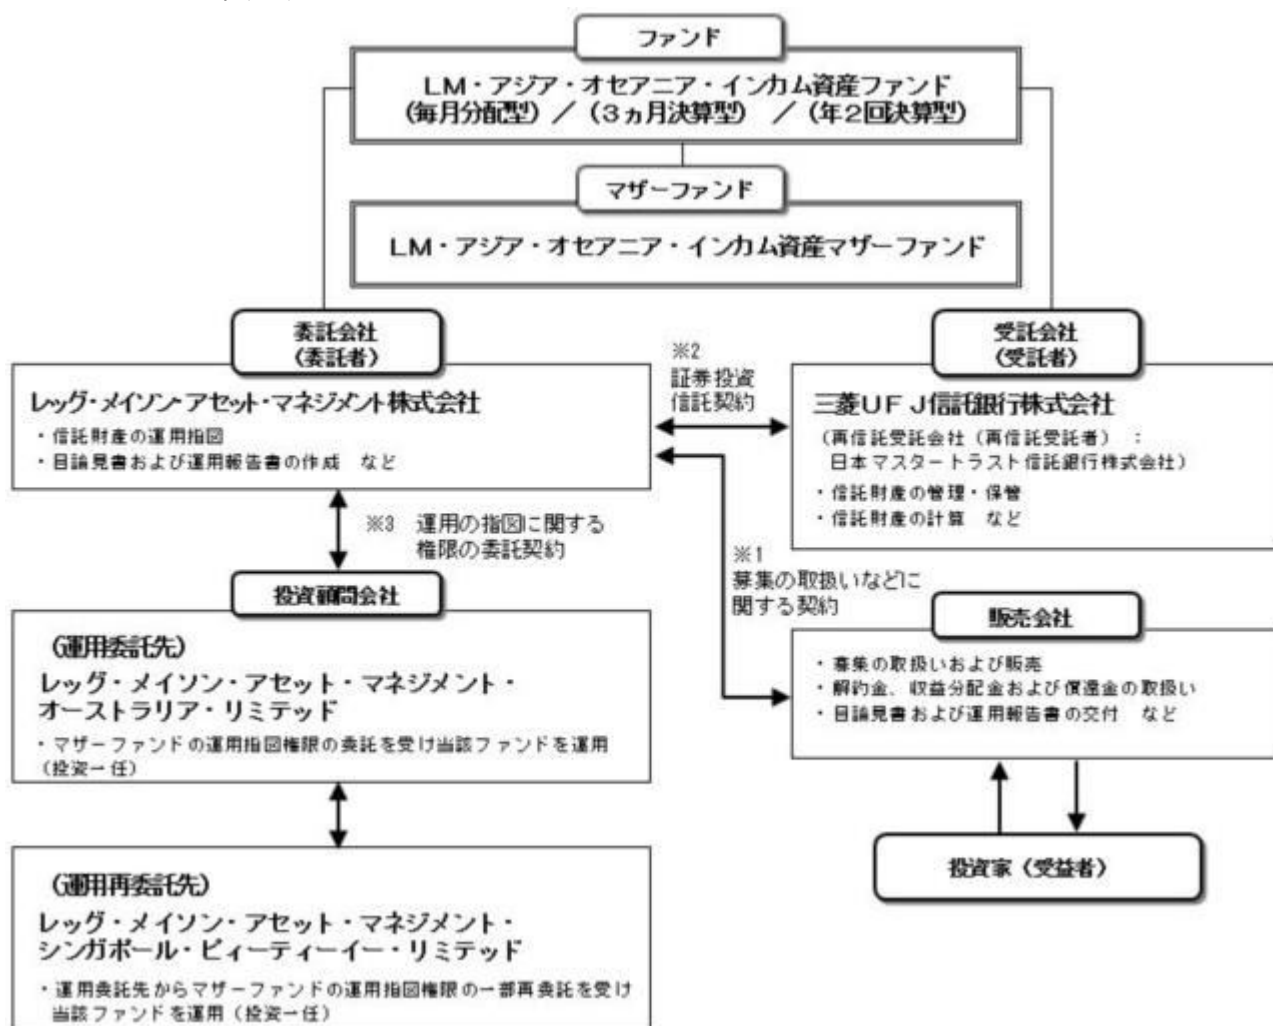 ファンド
LM・アジア・オセアニア・インカム資産ファンド
(毎月分配型) / (3ヵ月決算型) / (年2回決算型)
マザーファンド
LM・アジア・オセアニア・インカム資産マザーファンド
委託会社
(委託者)
レッグ・メイソン・アセット・マネジメント株式会社
・信託財産の運用指図
・目論見書および運用報告書の作成 など
※2
証券投資
信託契約
受託会社
(受託者)
三菱UFJ信託銀行株式会社
(再信託受託会社(再信託受託者) :
日本マスタートラスト信託銀行株式会社)
・信託財産の管理・保管
・信託財産の計算 など
※3 運用の指図に関する
権限の委託契約
※1
募集の取扱いなどに
関する契約
投資顧問会社
(運用委託先)
レッグ・メイソン・アセット・マネジメント・
オーストラリア・リミテッド
・マザーファンドの運用指図権限の委託を受け当該ファンドを運用
(投資一任)
販売会社
・募集の取扱いおよび販売
・解約金、収益分配金および償還金の取扱い
・目論見書および運用報告書の交付 など
投資家(受益者)
(運用再委託先)
レッグ・メイソン・アセット・マネジメント・
シンガポール・ピィーティーイー・リミテッド
・運用委託先からマザーファンドの運用指図権限の一部再委託を受け
当該ファンドを運用(投資一任)